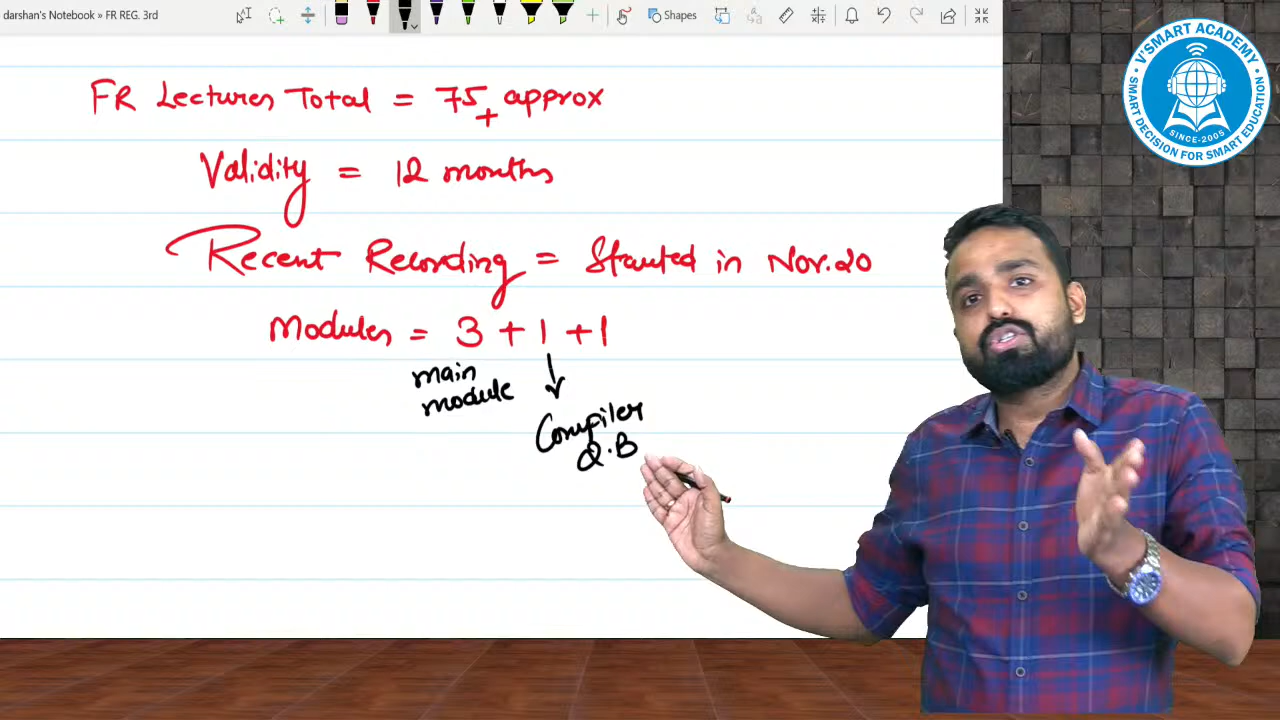 darshan's Notebook » FR REG. 3rd
Shapes
V'SMART ACADEMY
SINCE-2005
SMART DECISION FOR SMART EDUCATION
FR Lectures Total = 75+ approx
Validity = 12 months
Recent Recording = Started in Nov.20
Modules = 3 + 1 + 1
main
module
Compiler
Q.B